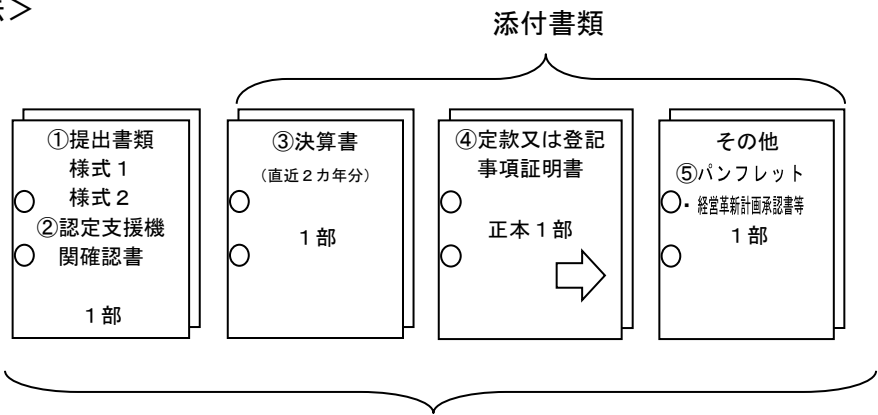 ＞
添付書類
①提出書類
様式１
様式２
②認定支援機
関確認書
１部
③決算書
（直近２カ年分）
１部
④定款又は登記
事項証明書
正本１部
その他
⑤パンフレット
・経営革新計画承認書等
１部